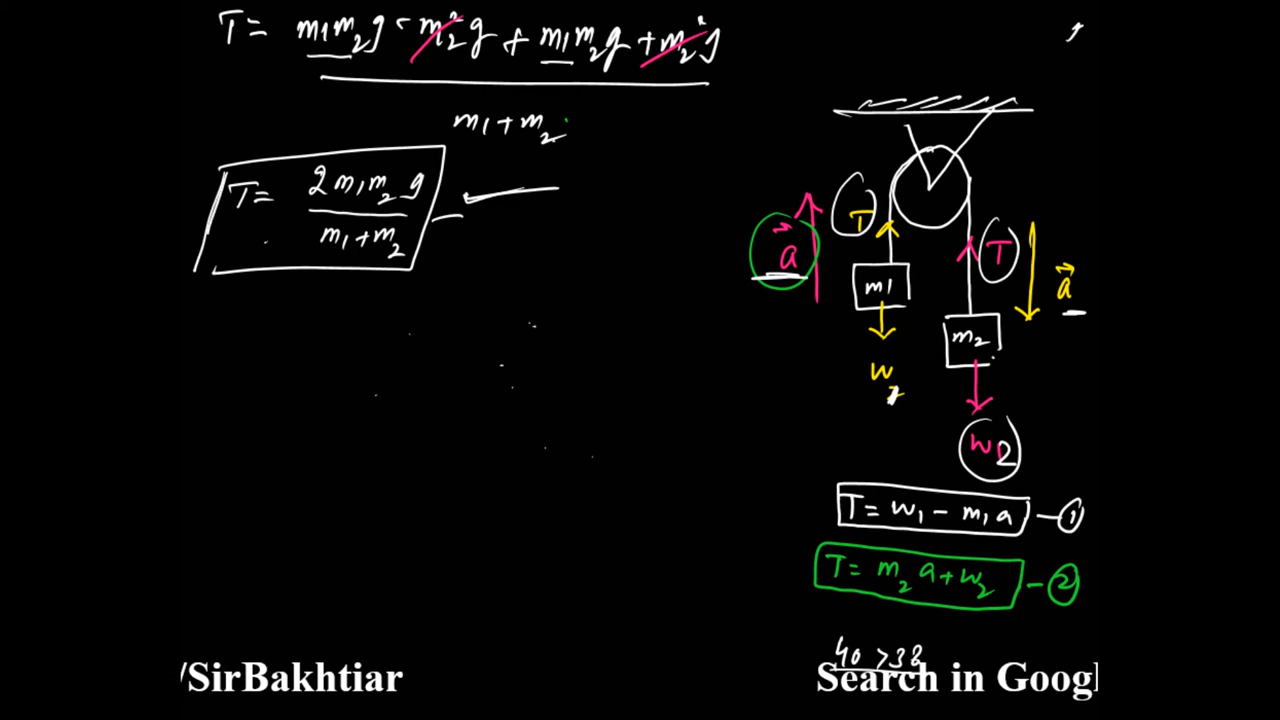 T = m1m2g - m2²g + m1m2g + m2²g
m1 + m2
T = 2m1m2g
m1 + m2
T
a
T
a
m1
m2
W
W2
T = w1 - m1a - 1
T = m2a + w2 - 2
40 > 38
/SirBakhtiar
Search in Googl